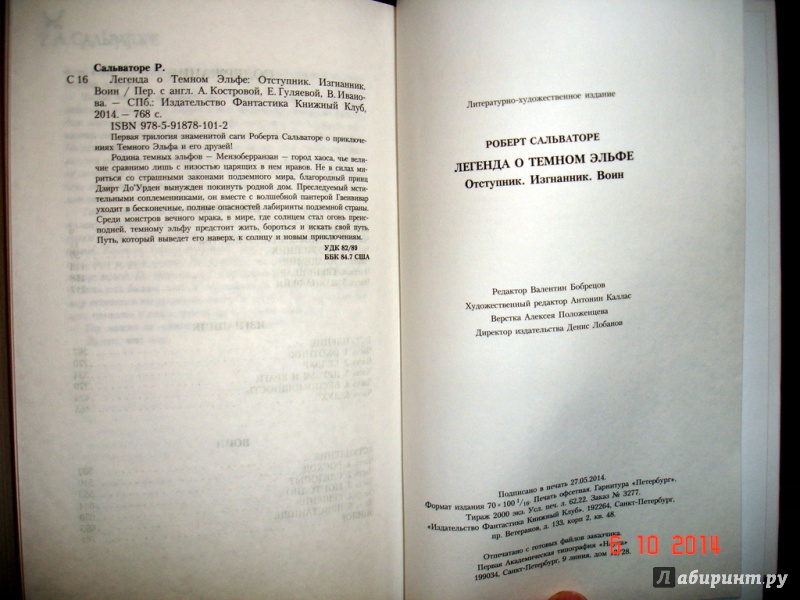 Сальваторе Р.
С 16 Легенда о Темном Эльфе: Отступник. Изгнанник.
Воин / Пер. с англ. А. Костровой, Е. Гуляевой, В. Ивано-
ва. — СПб.: Издательство Фантастика Книжный Клуб,
2014. — 768 с.
ISBN 978-5-91878-101-2
Первая трилогия знаменитой саги Роберта Сальваторе о приключе-
ниях Темного Эльфа и его друзей!
Родина темных эльфов – Мензоберранзан – город хаоса, чье ве-
личие сравнимо лишь с низостью царящих в нем нравов. Не в силах ми-
риться со страшными законами подземного мира, благородный принц
Дзирт До'Урден вынужден покинуть родной дом. Преследуемый мсти-
тельными соплеменниками, он вместе с волшебной пантерой Гвенвивар
уходит в бесконечные, полные опасностей лабиринты подземной страны.
Среди монстров вечного мрака, в мире, где солнцем стал огонь преис-
подней, темному эльфу предстоит жить, бороться и искать свой путь.
Путь, который выведет его наверх, к солнцу и новым приключениям.
УДК 82/89
ББК 84.7 США
Литературно-художественное издание
РОБЕРТ САЛЬВАТОРЕ
ЛЕГЕНДА О ТЕМНОМ ЭЛЬФЕ
Отступник. Изгнанник. Воин
Редактор Валентин Бобрецов
Художественный редактор Антонин Каллас
Верстка Алексея Положенцева
Директор издательства Денис Лобанов
Подписано в печать 27.05.2014.
Формат издания 70 × 100 1/16. Печать офсетная. Гарнитура «Петербург».
Тираж 2000 экз. Усл. печ. л. 62,22. Заказ № 3277.
«Издательство Фантастика Книжный Клуб». 192264, Санкт-Петербург,
пр. Ветеранов, д. 133, корп 2, кв. 48.
Отпечатано с готовых файлов заказчика.
Первая Академическая типография «Наука»
199034, Санкт-Петербург, 9 линия, дом 12/28.
6 10 2014
Лабиринт.ру